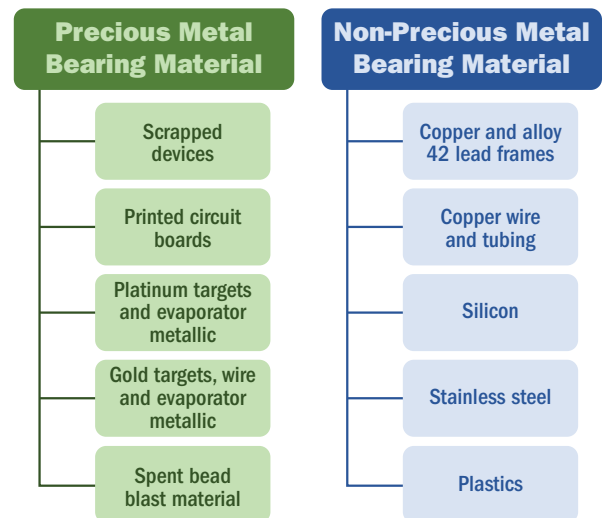 Precious Metal
Bearing Material
Scrapped
devices
Printed circuit
boards
Platinum targets
and evaporator
metallic
Gold targets, wire
and evaporator
metallic
Spent bead
blast material
Non-Precious Metal
Bearing Material
Copper and alloy
42 lead frames
Copper wire
and tubing
Silicon
Stainless steel
Plastics